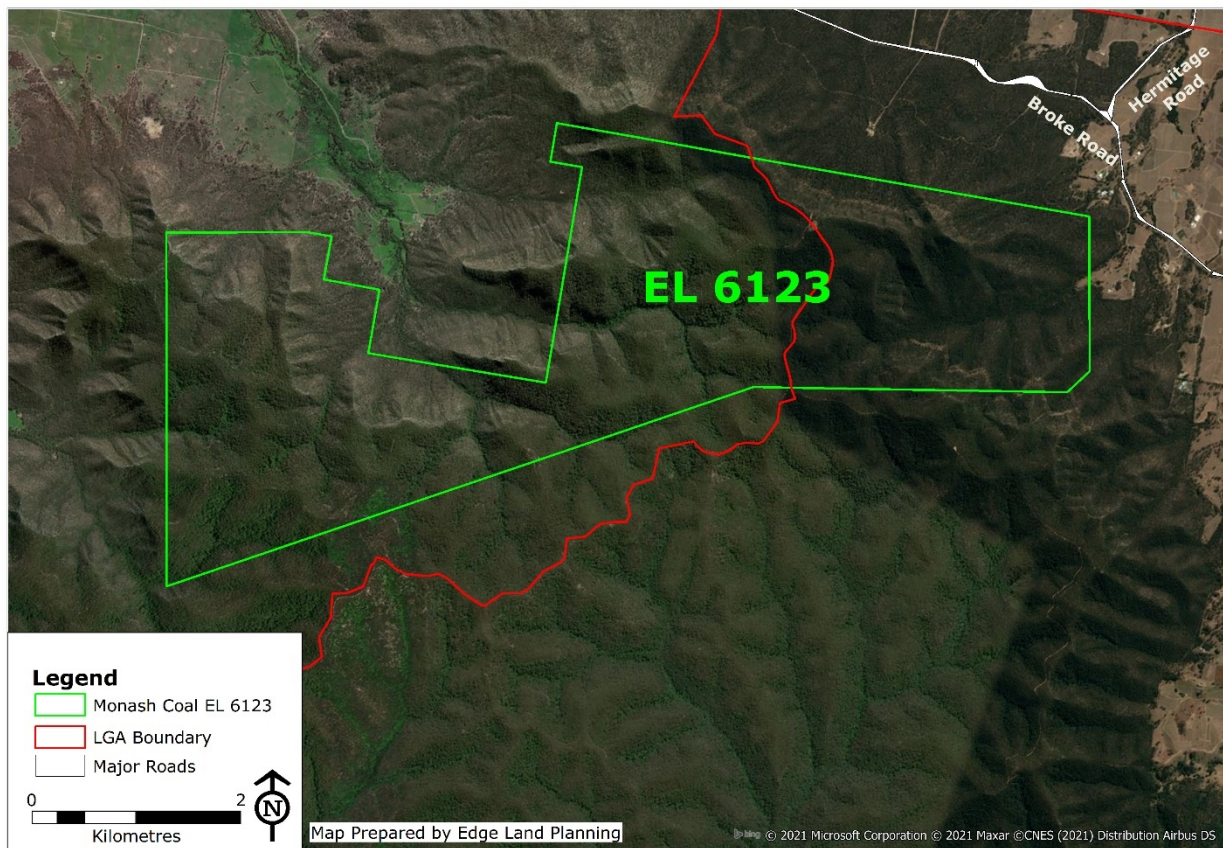 Hermitage
Road
Broke Road
EL 6123
Legend
Monash Coal EL 6123
LGA Boundary
Major Roads
0 2
Kilometres
N
Map Prepared by Edge Land Planning
bing © 2021 Microsoft Corporation © 2021 Maxar ©CNES (2021) Distribution Airbus DS